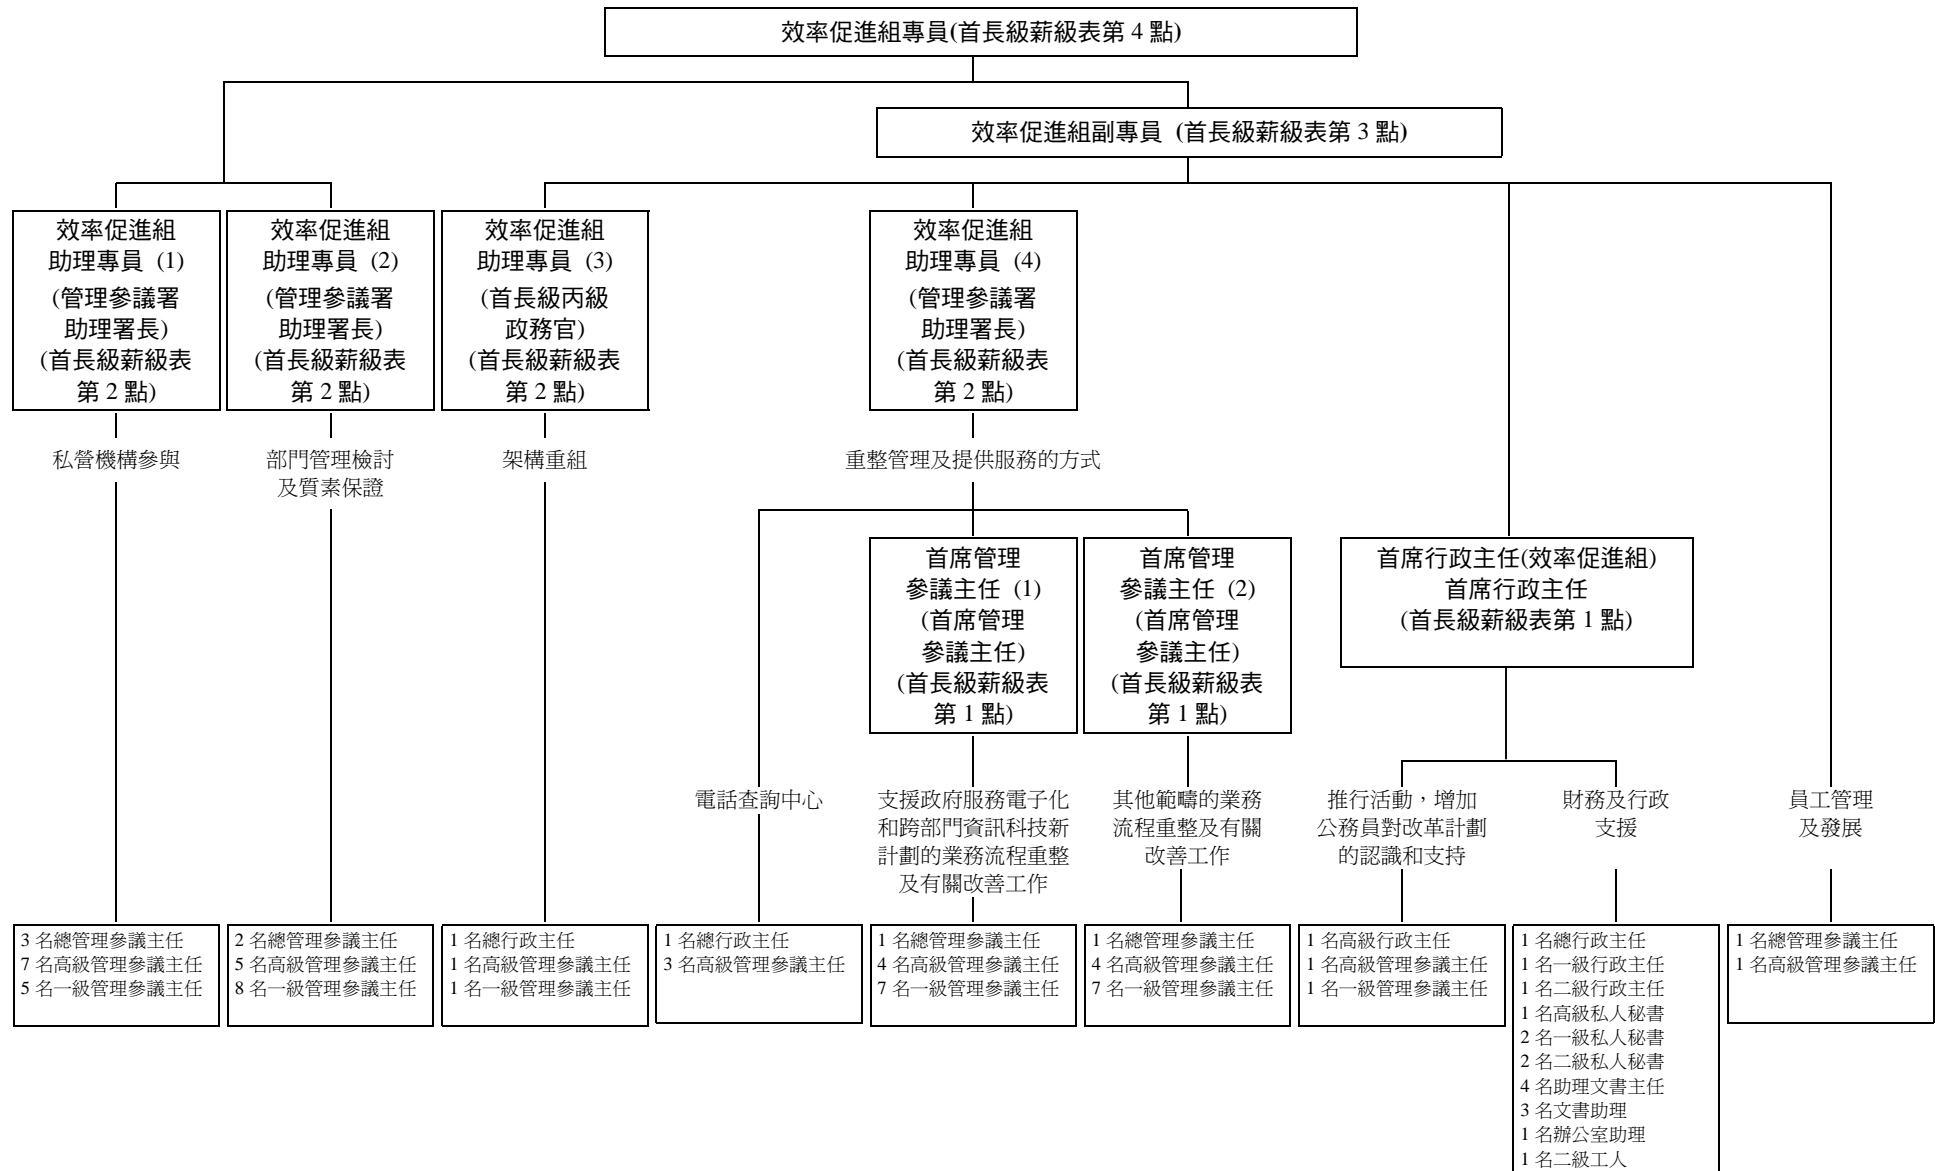 效率促進組專員(首長級薪級表第 4 點)
效率促進組副專員 (首長級薪級表第 3 點)
效率促進組
助理專員 (1)
(管理參議署
助理署長)
(首長級薪級表
第 2 點)
效率促進組
助理專員 (2)
(管理參議署
助理署長)
(首長級薪級表
第 2 點)
效率促進組
助理專員 (3)
(首長級丙級
政務官)
(首長級薪級表
第 2 點)
效率促進組
助理專員 (4)
(管理參議署
助理署長)
(首長級薪級表
第 2 點)
私營機構參與
部門管理檢討
及質素保證
架構重組
重整管理及提供服務的方式
首席管理
參議主任 (1)
(首席管理
參議主任)
(首長級薪級表
第 1 點)
首席管理
參議主任 (2)
(首席管理
參議主任)
(首長級薪級表
第 1 點)
首席行政主任(效率促進組)
首席行政主任
(首長級薪級表第 1 點)
電話查詢中心
支援政府服務電子化
和跨部門資訊科技新
計劃的業務流程重整
及有關改善工作
其他範疇的業務
流程重整及有關
改善工作
推行活動，增加
公務員對改革計劃
的認識和支持
財務及行政
支援
員工管理
及發展
3 名總管理參議主任
7 名高級管理參議主任
5 名一級管理參議主任
2 名總管理參議主任
5 名高級管理參議主任
8 名一級管理參議主任
1 名總行政主任
1 名高級管理參議主任
1 名一級管理參議主任
1 名總行政主任
3 名高級管理參議主任
1 名總管理參議主任
4 名高級管理參議主任
7 名一級管理參議主任
1 名總管理參議主任
4 名高級管理參議主任
7 名一級管理參議主任
1 名高級行政主任
1 名高級管理參議主任
1 名一級管理參議主任
1 名總行政主任
1 名一級行政主任
1 名二級行政主任
1 名高級私人秘書
2 名一級私人秘書
2 名二級私人秘書
4 名助理文書主任
3 名文書助理
1 名辦公室助理
1 名二級工人
1 名總管理參議主任
1 名高級管理參議主任